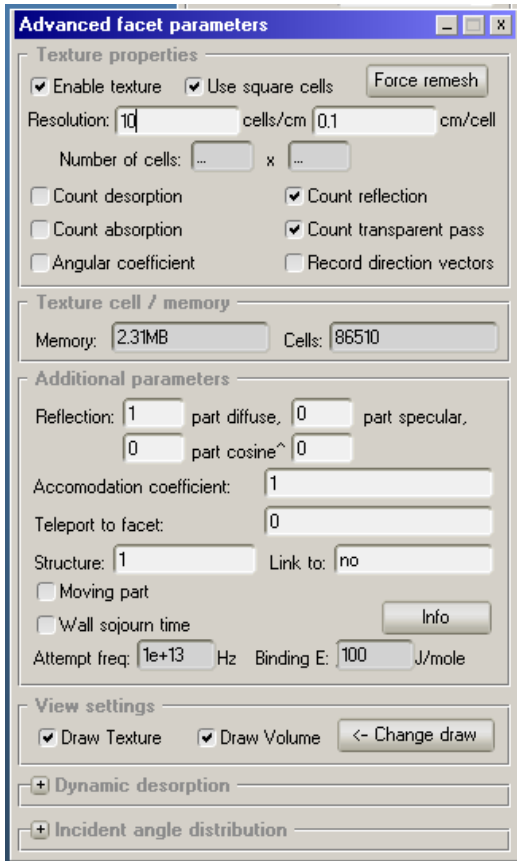 Advanced facet parameters
Texture properties
Enable texture Use square cells Force remesh
Resolution: 10 cells/cm 0.1 cm/cell
Number of cells: ... x ...
Count desorption Count reflection
Count absorption Count transparent pass
Angular coefficient Record direction vectors
Texture cell / memory
Memory: 2.31MB Cells: 86510
Additional parameters
Reflection: 1 part diffuse, 0 part specular,
0 part cosine^ 0
Accomodation coefficient: 1
Teleport to facet: 0
Structure: 1 Link to: no
Moving part
Wall sojourn time Info
Attempt freq: 1e+13 Hz Binding E: 100 J/mole
View settings
Draw Texture Draw Volume <- Change draw
Dynamic desorption
Incident angle distribution